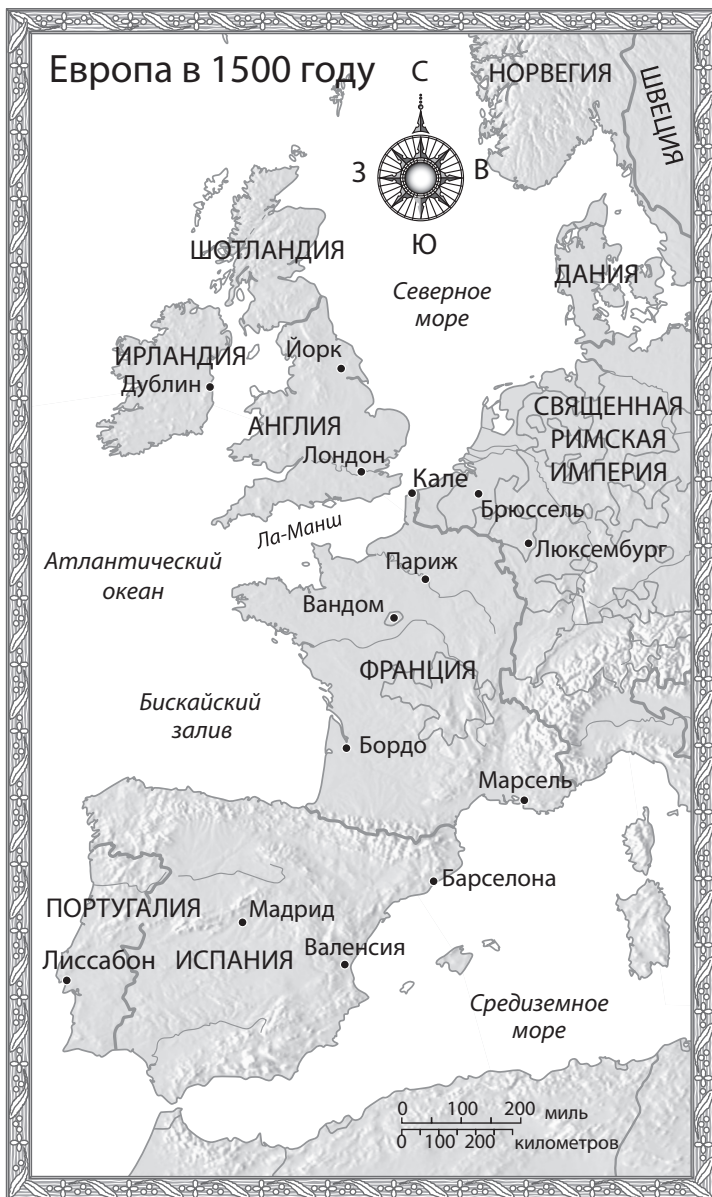 Европа в 1500 году
С
НОРВЕГИЯ
ШВЕЦИЯ
З
В
Ю
ШОТЛАНДИЯ
ДАНИЯ
Северное
море
Йорк
ИРЛАНДИЯ
Дублин
АНГЛИЯ
Лондон
СВЯЩЕННАЯ
РИМСКАЯ
ИМПЕРИЯ
Кале
Брюссель
Ла-Манш
Люксембург
Атлантический
океан
Париж
Вандом
ФРАНЦИЯ
Бискайский
залив
Бордо
Марсель
Барселона
ПОРТУГАЛИЯ
Мадрид
Лиссабон
ИСПАНИЯ
Валенсия
Средиземное
море
0 100 200 миль
0 100 200 километров